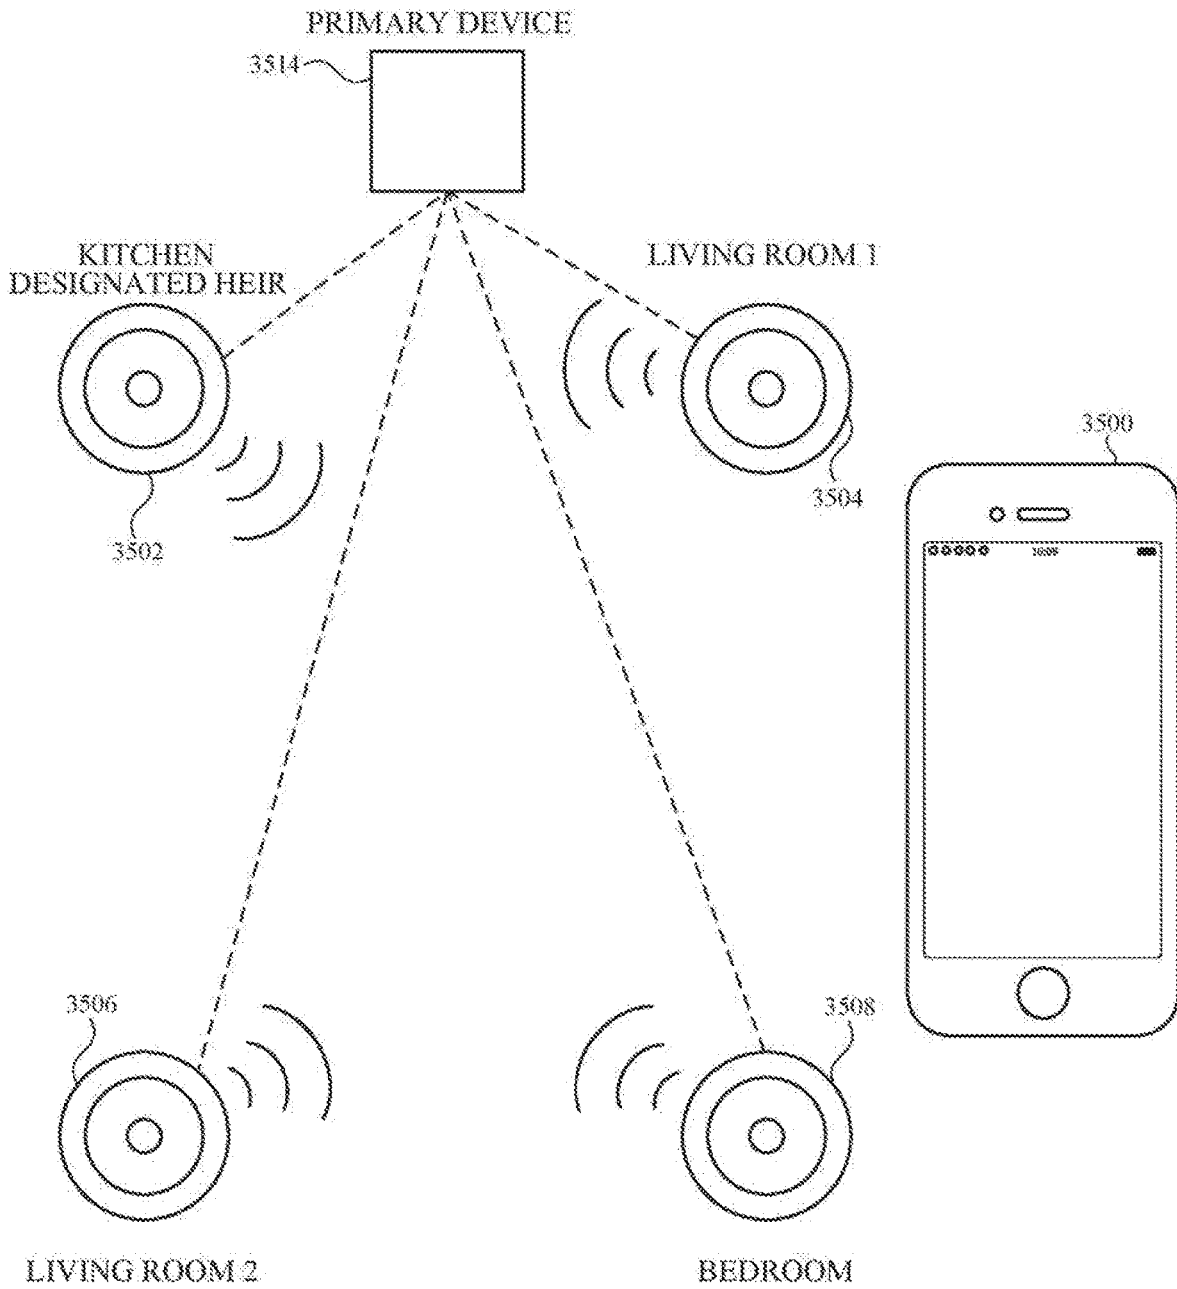 PRIMARY DEVICE
3514
KITCHEN
DESIGNATED HEIR
LIVING ROOM 1
3502
3504
3500
3506
3508
LIVING ROOM 2
BEDROOM